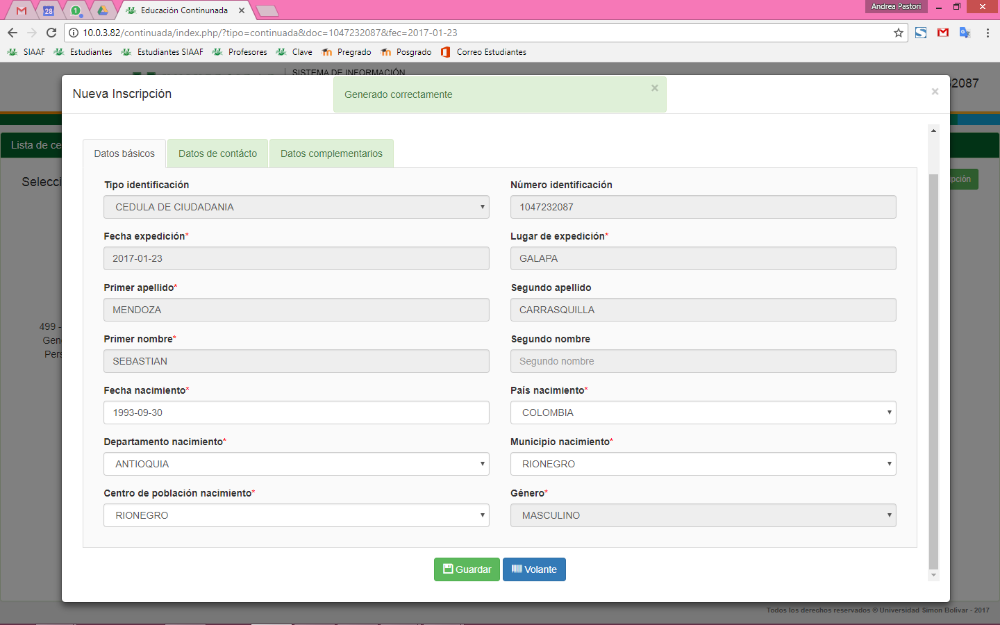 Andrea Pastori
28
1
Educación Continunada
10.0.3.82/continuada/index.php/?tipo=continuada&doc=1047232087&fec=2017-01-23
SIAAF Estudiantes Estudiantes SIAAF Profesores Clave Pregrado Posgrado Correo Estudiantes
SISTEMA DE INFORMACIÓN
Nueva Inscripción
Generado correctamente
×
×
2087
Lista de ce
Datos básicos Datos de contácto Datos complementarios
Selecci
pción
Tipo identificación Número identificación
CEDULA DE CIUDADANIA 1047232087
Fecha expedición* Lugar de expedición*
2017-01-23 GALAPA
Primer apellido* Segundo apellido
MENDOZA CARRASQUILLA
499 -
Gen
Pers
Primer nombre* Segundo nombre
SEBASTIAN Segundo nombre
Fecha nacimiento* País nacimiento*
1993-09-30 COLOMBIA
Departamento nacimiento* Municipio nacimiento*
ANTIOQUIA RIONEGRO
Centro de población nacimiento* Género*
RIONEGRO MASCULINO
Guardar Volante
Todos los derechos reservados © Universidad Simon Bolivar - 2017